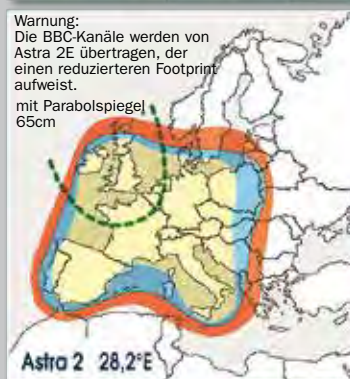 Warnung:
Die BBC-Kanäle werden von
Astra 2E übertragen, der
einen reduzierteren Footprint
aufweist.
mit Parabolspiegel
65cm
Astra 2 28,2°E